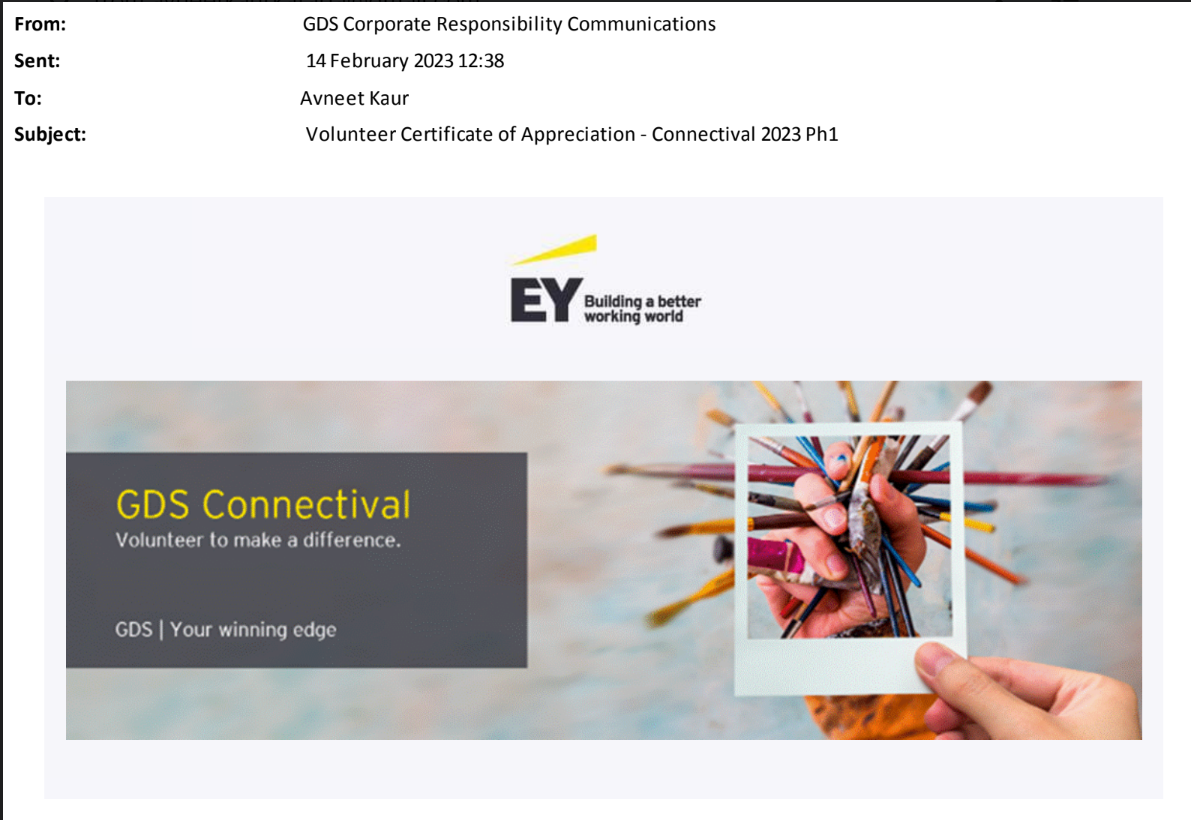 From: GDS Corporate Responsibility Communications
Sent: 14 February 2023 12:38
To: Avneet Kaur
Subject: Volunteer Certificate of Appreciation - Connectival 2023 Ph1
EY Building a better
working world
GDS Connectival
Volunteer to make a difference.
GDS | Your winning edge